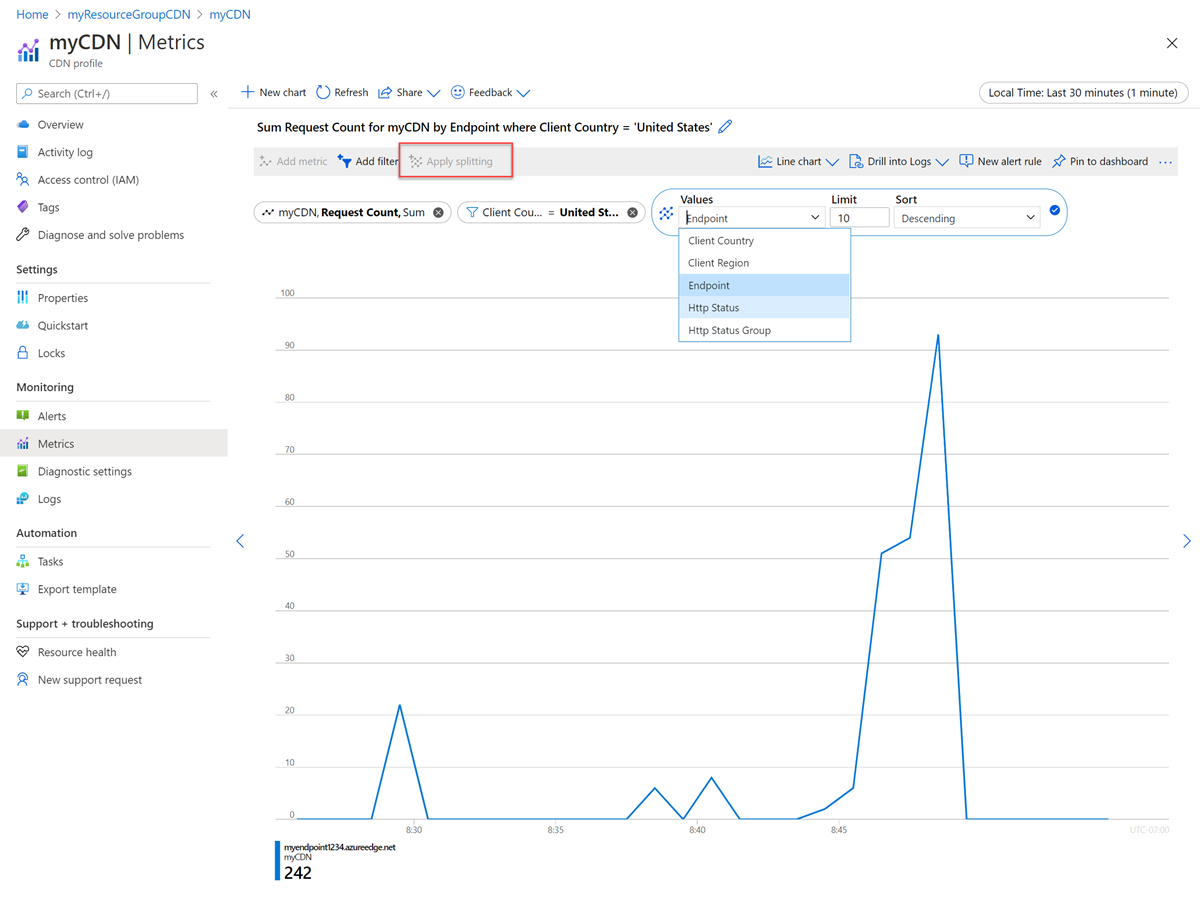 Home > myResourceGroupCDN > myCDN
myCDN | Metrics
CDN profile
Search (Ctrl+/)
«
Overview
Activity log
Access control (IAM)
Tags
Diagnose and solve problems
Settings
Properties
Quickstart
Locks
Monitoring
Alerts
Metrics
Diagnostic settings
Logs
Automation
Tasks
Export template
Support + troubleshooting
Resource health
New support request
New chart Refresh Share Feedback
Local Time: Last 30 minutes (1 minute)
Sum Request Count for myCDN by Endpoint where Client Country = 'United States'
Add metric Add filter Apply splitting Line chart Drill into Logs New alert rule Pin to dashboard ...
myCDN, Request Count, Sum
Client Cou... = United St...
Values Limit Sort
Endpoint 10 Descending
Client Country
Client Region
Endpoint
Http Status
Http Status Group
100
90
80
70
60
50
40
30
20
10
0
8:30 8:35 8:40 8:45 UTC-07:00
myendpoint1234.azureedge.net
myCDN
242